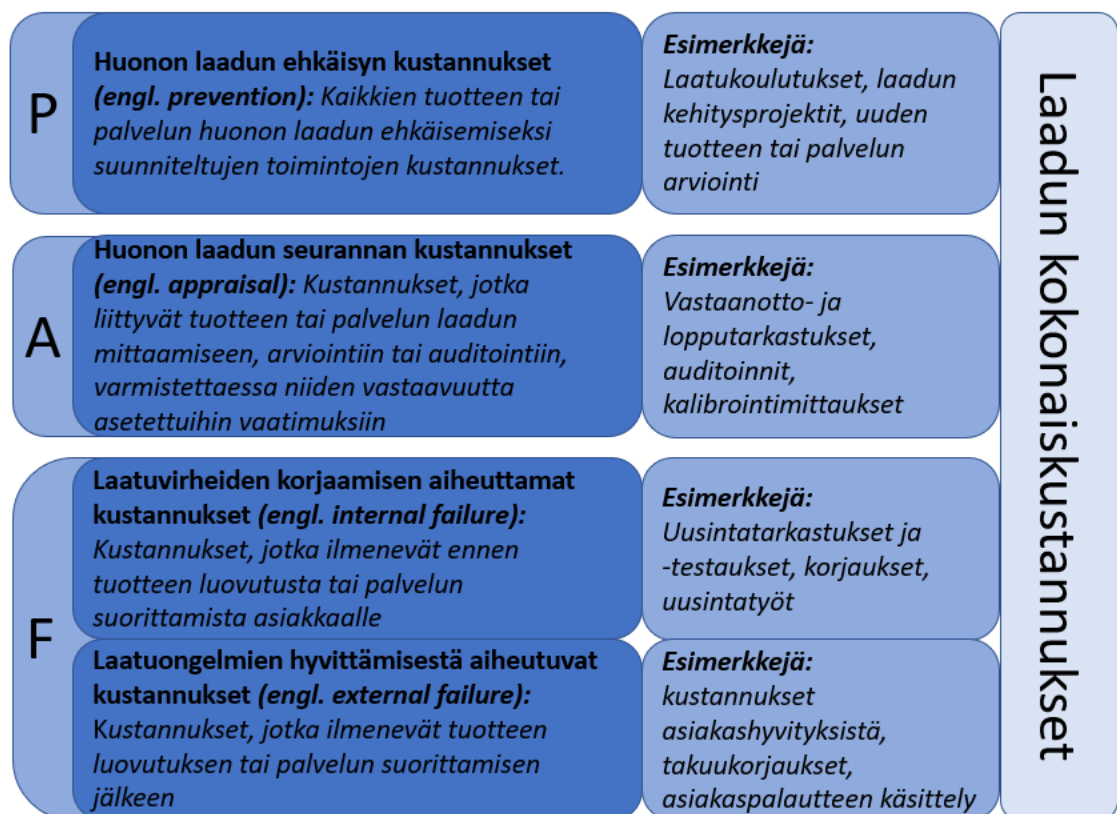 P
Huonon laadun ehkäisyn kustannukset
(engl. prevention): Kaikkien tuotteen tai
palvelun huonon laadun ehkäisemiseksi
suunniteltujen toimintojen kustannukset.
Esimerkkejä:
Laatukoulutukset, laadun
kehitysprojektit, uuden
tuotteen tai palvelun
arviointi
A
Huonon laadun seurannan kustannukset
(engl. appraisal): Kustannukset, jotka
liittyvät tuotteen tai palvelun laadun
mittaamiseen, arviointiin tai auditointiin,
varmistettaessa niiden vastaavuutta
asetettuihin vaatimuksiin
Esimerkkejä:
Vastaanotto- ja
lopputarkastukset,
auditoinnit,
kalibrointimittaukset
F
Laatuvirheiden korjaamisen aiheuttamat
kustannukset (engl. internal failure):
Kustannukset, jotka ilmenevät ennen
tuotteen luovutusta tai palvelun
suorittamista asiakkaalle
Esimerkkejä:
Uusintatarkastukset ja
-testaukset, korjaukset,
uusintatyöt
Laatuongelmien hyvittämisestä aiheutuvat
kustannukset (engl. external failure):
Kustannukset, jotka ilmenevät tuotteen
luovutuksen tai palvelun suorittamisen
jälkeen
Esimerkkejä:
kustannukset
asiakashyvityksistä,
takuukorjaukset,
asiakaspalautteen käsittely
Laadun kokonaiskustannukset